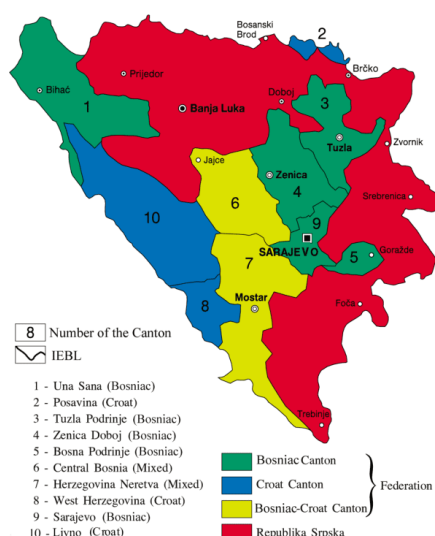 Bosanski
Brod
2
Prijedor
Brčko
Bihać
1
Doboj
3
Banja Luka
Tuzla
Zvornik
Jajce
Zenica
4
Srebrenica
6
10
9
SARAJEVO
Goražde
5
7
8
Mostar
Foča
Trebinje
8 Number of the Canton
IEBL
1 - Una Sana (Bosniac)
2 - Posavina (Croat)
3 - Tuzla Podrinje (Bosniac)
4 - Zenica Doboj (Bosniac)
5 - Bosna Podrinje (Bosniac)
6 - Central Bosnia (Mixed)
7 - Herzegovina Neretva (Mixed)
8 - West Herzegovina (Croat)
9 - Sarajevo (Bosniac)
10 - Livno (Croat)
Bosniac Canton
Croat Canton
Bosniac-Croat Canton
Federation
Republika Srpska